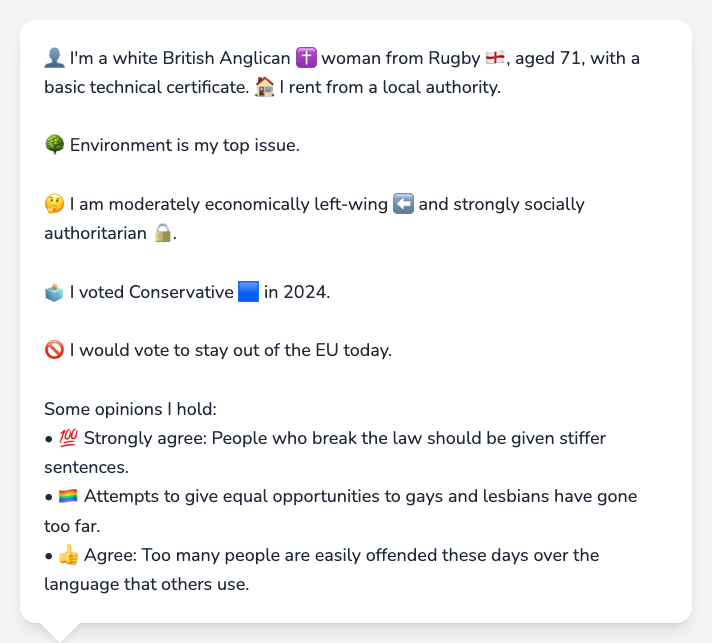 👤 I'm a white British Anglican ✝️ woman from Rugby 🏴󠁧󠁢󠁥󠁮󠁧󠁿, aged 71, with a
basic technical certificate. 🏠 I rent from a local authority.
🌳 Environment is my top issue.
🤔 I am moderately economically left-wing ⬅️ and strongly socially
authoritarian 🔒.
🗳️ I voted Conservative 🟦 in 2024.
🚫 I would vote to stay out of the EU today.
Some opinions I hold:
• 💯 Strongly agree: People who break the law should be given stiffer
sentences.
• 🏳️‍🌈 Attempts to give equal opportunities to gays and lesbians have gone
too far.
• 👍 Agree: Too many people are easily offended these days over the
language that others use.